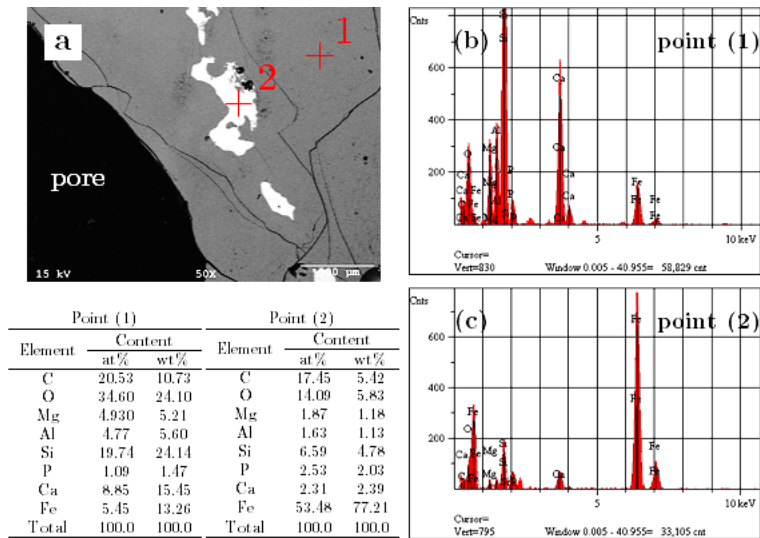 a
1
2
pore
15 kV 50X
(b) point (1)
Cnts
600
400
200
5
10 keV
Cursor=
Vert=830 Window 0.005 - 40.955= 58,829 cnt
O
Ca
Fe
Mg
Al
Si
P
Ca
Ca
Ca
Fe
Fe
Fe
Fe
(c) point (2)
Cnts
600
400
200
5
10 keV
Cursor=
Vert=795 Window 0.005 - 40.955= 33,105 cnt
Fe
O
Ca
Mg
Mg
Si
Ca
Fe
Fe
Fe
Fe
Point (1)
Element Content
at% wt%
C 20.53 10.73
O 34.60 24.10
Mg 4.930 5.21
Al 4.77 5.60
Si 19.74 24.14
P 1.09 1.47
Ca 8.85 15.45
Fe 5.45 13.26
Total 100.0 100.0
Point (2)
Element Content
at% wt%
C 17.45 5.42
O 14.09 5.83
Mg 1.87 1.18
Al 1.63 1.13
Si 6.59 4.78
P 2.53 2.03
Ca 2.31 2.39
Fe 53.48 77.21
Total 100.0 100.0